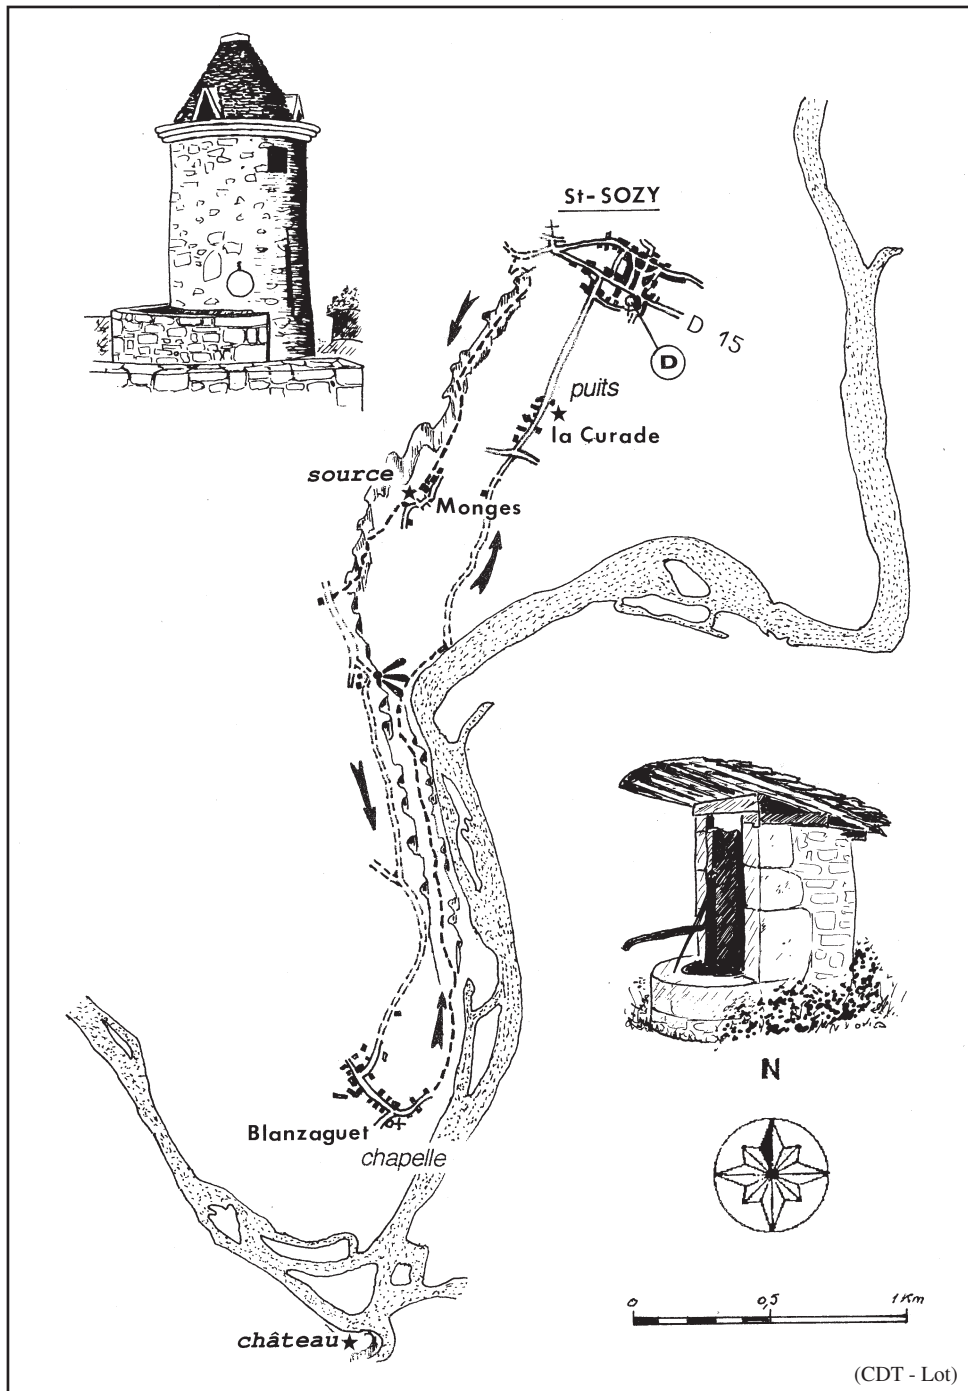 St-SOZY
D 15
D
puits
la Curade
source
Monges
N
Blanzaguet
chapelle
0 0,5 1 Km
château
(CDT - Lot)